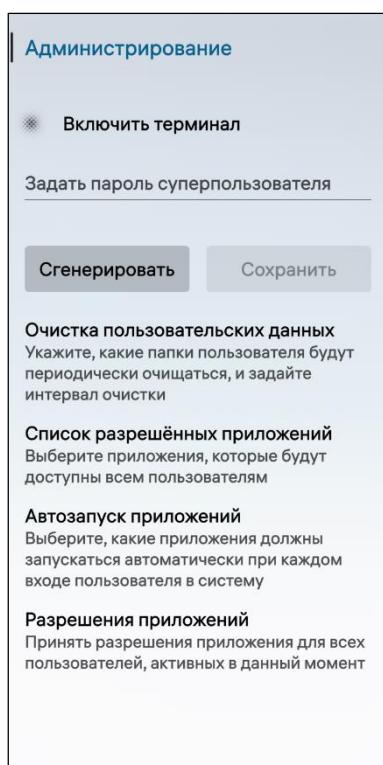 Администрирование
Включить терминал
Задать пароль суперпользователя
Сгенерировать Сохранить
Очистка пользовательских данных
Укажите, какие папки пользователя будут
периодически очищаться, и задайте
интервал очистки
Список разрешённых приложений
Выберите приложения, которые будут
доступны всем пользователям
Автозапуск приложений
Выберите, какие приложения должны
запускаться автоматически при каждом
входе пользователя в систему
Разрешения приложений
Принять разрешения приложения для всех
пользователей, активных в данный момент